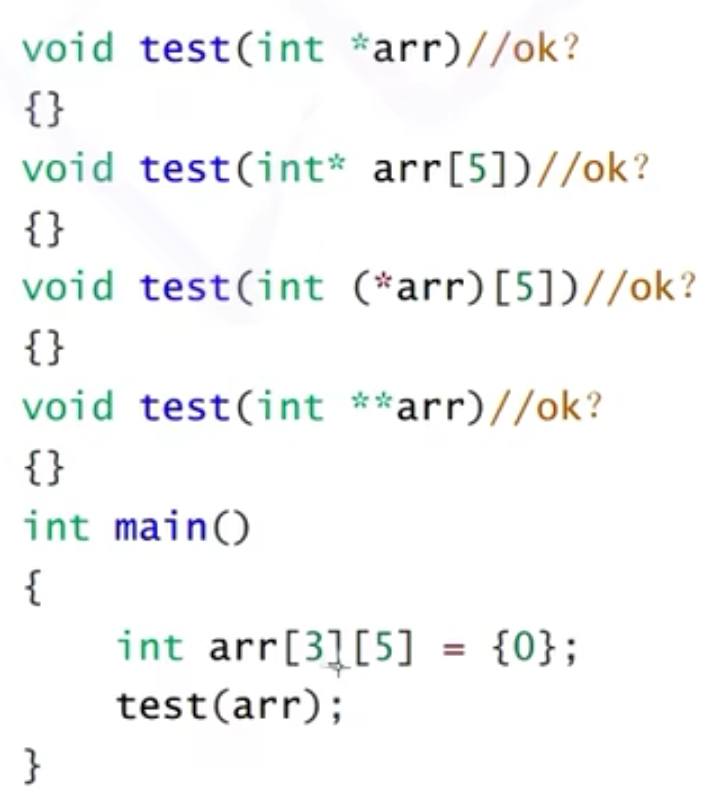 void test(int *arr)//ok?
{}
void test(int* arr[5])//ok?
{}
void test(int (*arr)[5])//ok?
{}
void test(int **arr)//ok?
{}
int main()
{
    int arr[3][5] = {0};
    test(arr);
}